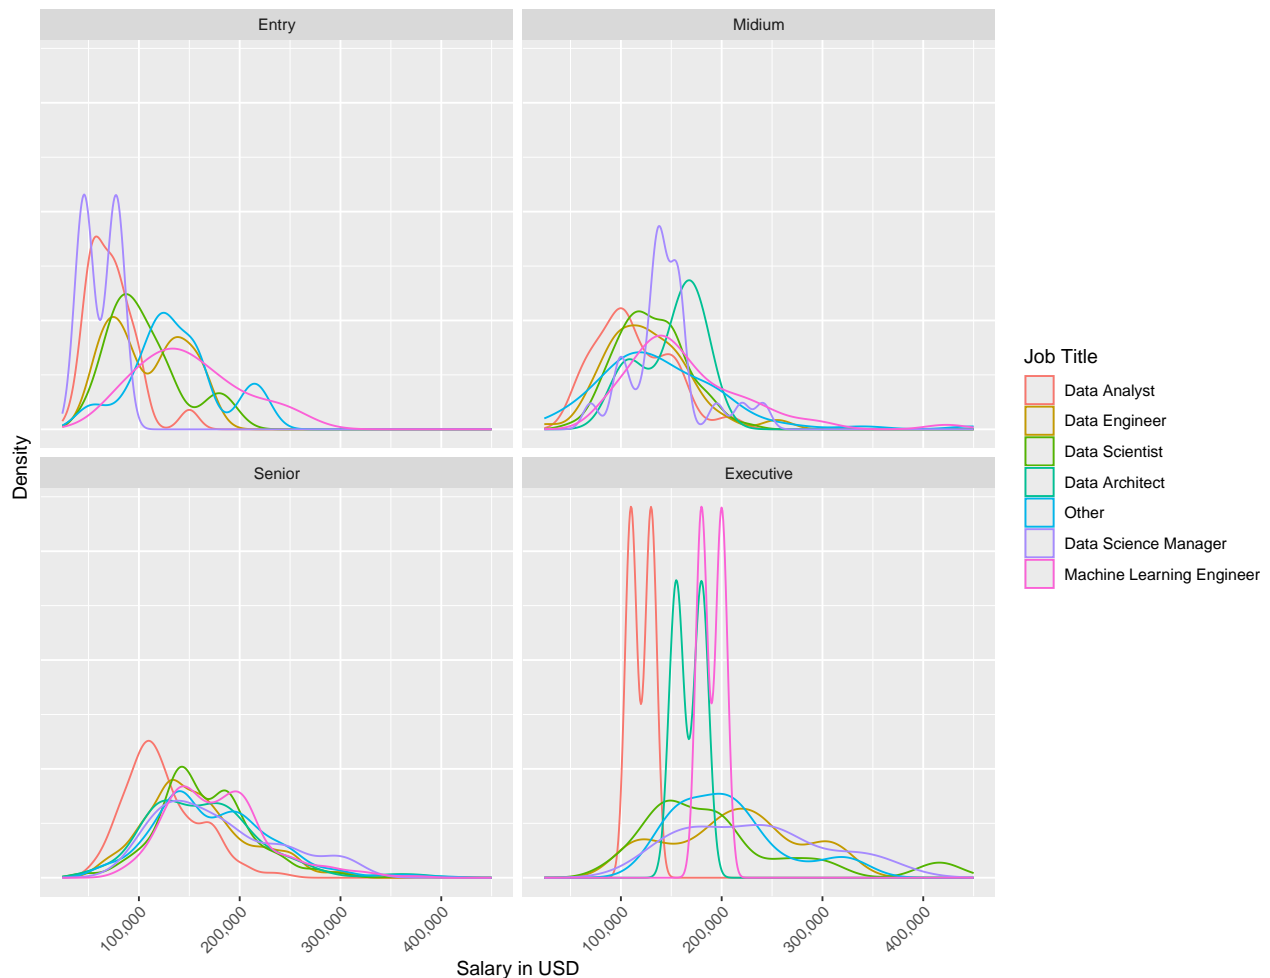 Entry
Midium
Senior
Executive
Density
100,000
200,000
300,000
400,000
100,000
200,000
300,000
400,000
Salary in USD
Job Title
Data Analyst
Data Engineer
Data Scientist
Data Architect
Other
Data Science Manager
Machine Learning Engineer